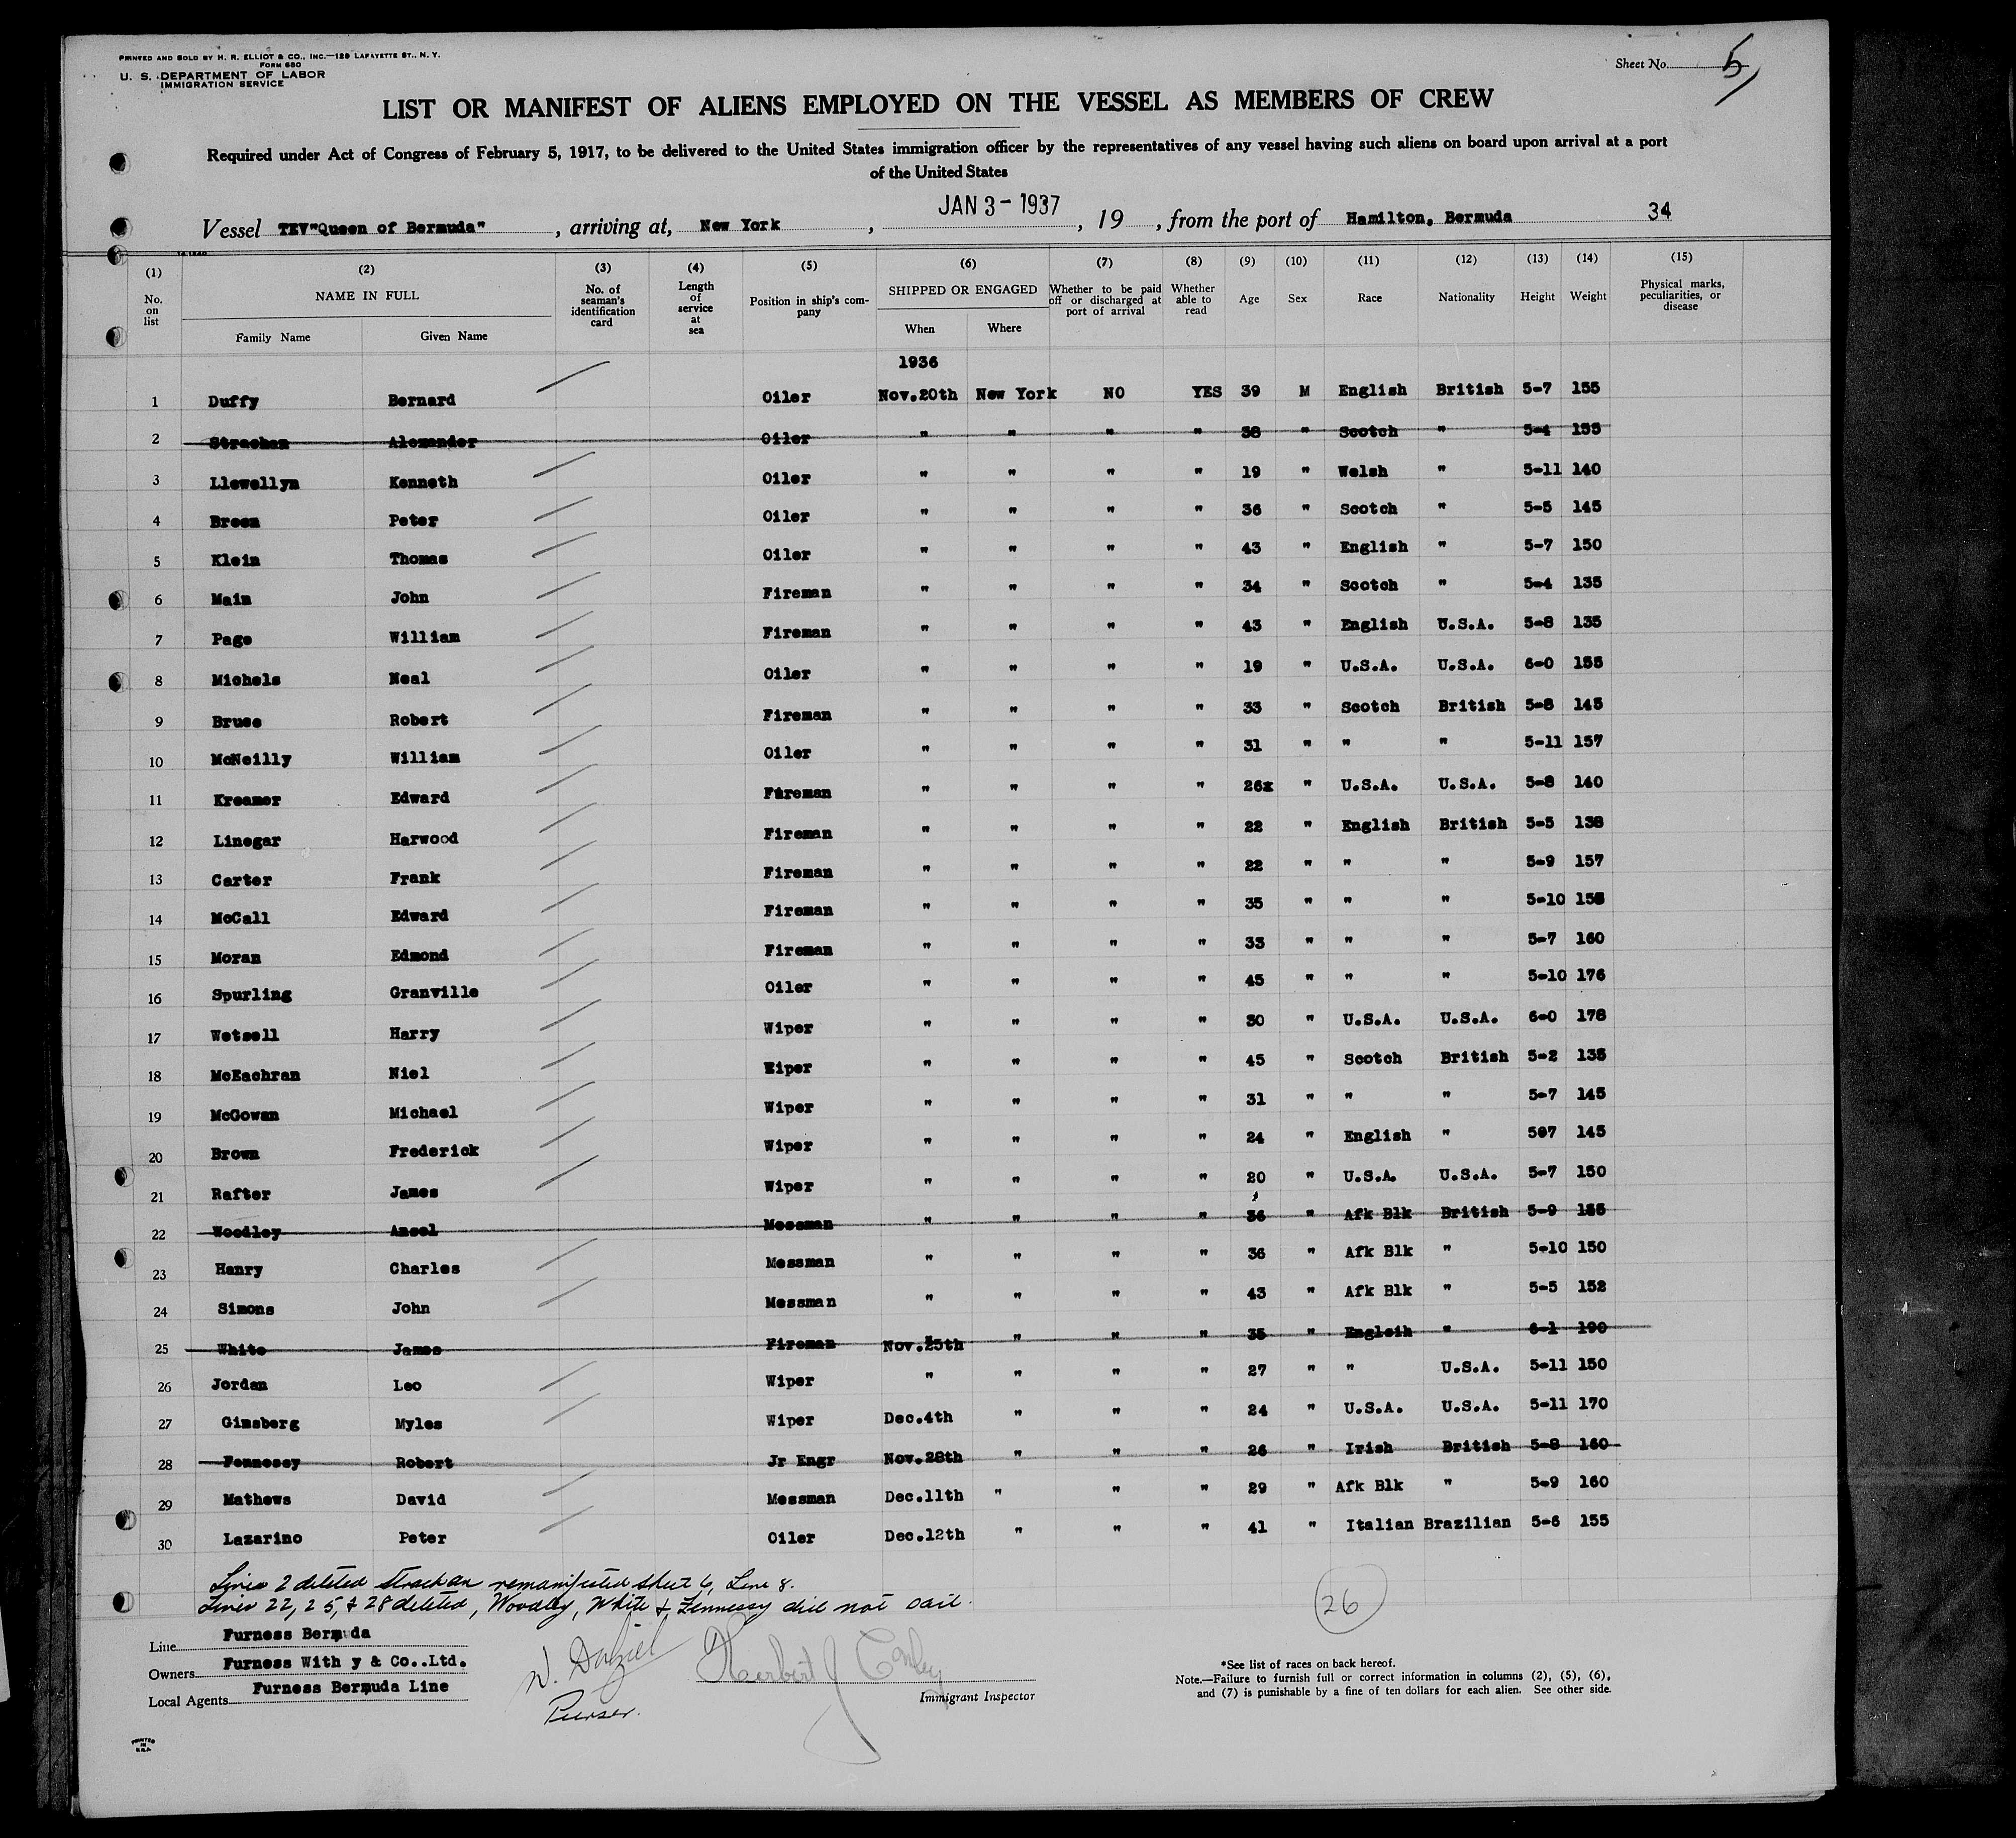 PRINTED AND SOLD BY H. R. ELLIOT & CO., INC.—129 LAFAYETTE ST., N. Y.
FORM 680
U. S. DEPARTMENT OF LABOR
IMMIGRATION SERVICE
Sheet No. 5
LIST OR MANIFEST OF ALIENS EMPLOYED ON THE VESSEL AS MEMBERS OF CREW
Required under Act of Congress of February 5, 1917, to be delivered to the United States immigration officer by the representatives of any vessel having such aliens on board upon arrival at a port
of the United States
Vessel TEV"Queen of Bermuda", arriving at, New York, JAN 3 - 1937, 19, from the port of Hamilton, Bermuda 34
(1) No. on list (2) NAME IN FULL Family Name Given Name (3) No. of seaman's identification card (4) Length of service at sea (5) Position in ship's company (6) SHIPPED OR ENGAGED When Where (7) Whether to be paid off or discharged at port of arrival (8) Whether able to read (9) Age (10) Sex (11) Race (12) Nationality (13) Height (14) Weight (15) Physical marks, peculiarities, or disease
1936
1 Duffy Bernard Oiler Nov.20th New York NO YES 39 M English British 5-7 155
2 Strachan Alexander Oiler " " " " 38 " Scotch " 5-4 135
3 Llewellyn Kenneth Oiler " " " " 19 " Welsh " 5-11 140
4 Breen Peter Oiler " " " " 36 " Scotch " 5-5 145
5 Klein Thomas Oiler " " " " 43 " English " 5-7 150
6 Main John Fireman " " " " 34 " Scotch " 5-4 135
7 Page William Fireman " " " " 43 " English U.S.A. 5-8 135
8 Michels Neal Oiler " " " " 19 " U.S.A. U.S.A. 6-0 155
9 Bruce Robert Fireman " " " " 33 " Scotch British 5-8 145
10 McNeilly William Oiler " " " " 31 " " " 5-11 157
11 Kreamer Edward Fireman " " " " 26x " U.S.A. U.S.A. 5-8 140
12 Linegar Harwood Fireman " " " " 22 " English British 5-5 138
13 Carter Frank Fireman " " " " 22 " " " 5-9 157
14 McCall Edward Fireman " " " " 35 " " " 5-10 158
15 Moran Edmond Fireman " " " " 33 " " " 5-7 160
16 Spurling Granville Oiler " " " " 45 " " " 5-10 176
17 Wetsell Harry Wiper " " " " 30 " U.S.A. U.S.A. 6-0 178
18 McEachran Niel Wiper " " " " 45 " Scotch British 5-2 135
19 McGowan Michael Wiper " " " " 31 " " " 5-7 145
20 Brown Frederick Wiper " " " " 24 " English " 507 145
21 Rafter James Wiper " " " " 20 " U.S.A. U.S.A. 5-7 150
22 Woodley Ansel Messman " " " " 36 " Afk Blk British 5-9 155
23 Hanry Charles Messman " " " " 36 " Afk Blk " 5-10 150
24 Simons John Messman " " " " 43 " Afk Blk " 5-5 152
25 White James Fireman Nov.25th " " " 35 " Engleih " 6-1 190
26 Jordan Leo Wiper " " " " 27 " " U.S.A. 5-11 150
27 Ginsberg Myles Wiper Dec.4th " " " 24 " U.S.A. U.S.A. 5-11 170
28 Fennessy Robert Jr Engr Nov.28th " " " 26 " Irish British 5-8 160
29 Mathews David Messman Dec.11th " " " 29 " Afk Blk " 5-9 160
30 Lazarino Peter Oiler Dec.12th " " " 41 " Italian Brazilian 5-6 155
Lines 2 deleted Strachan remanifested sheet 6, Line 8.
Lines 22, 25, & 28 deleted, Woodley, White & Fennessy did not sail.
26
Line Furness Bermuda
Owners Furness With y & Co..Ltd.
Local Agents Furness Bermuda Line
W. Dalziel
Purser.
Herbert J Conley
Immigrant Inspector
*See list of races on back hereof.
Note.—Failure to furnish full or correct information in columns (2), (5), (6),
and (7) is punishable by a fine of ten dollars for each alien. See other side.
PRINTED
IN
U.S.A.